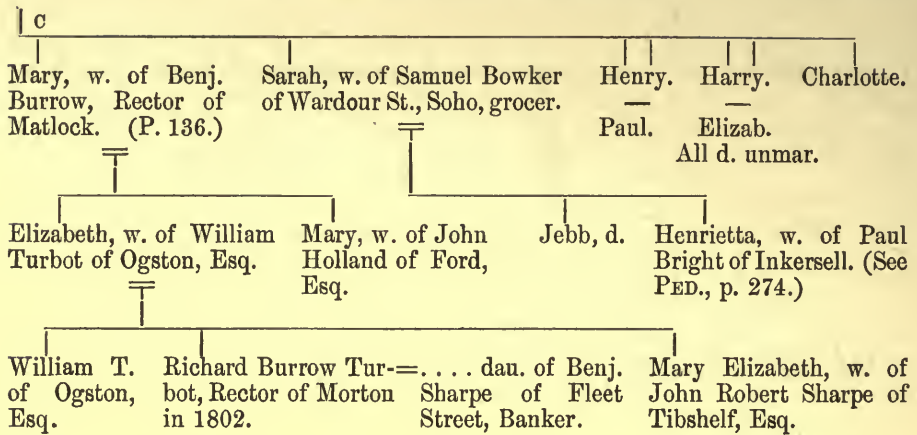 c
Mary, w. of Benj.
Burrow, Rector of
Matlock. (P. 136.)
Sarah, w. of Samuel Bowker
of Wardour St., Soho, grocer.
Henry.
—
Paul.
Harry.
—
Elizab.
All d. unmar.
Charlotte.
Elizabeth, w. of William
Turbot of Ogston, Esq.
Mary, w. of John
Holland of Ford,
Esq.
Jebb, d.
Henrietta, w. of Paul
Bright of Inkersell. (See
PED., p. 274.)
William T.
of Ogston,
Esq.
Richard Burrow Tur-
bot, Rector of Morton
in 1802.
=. . . . dau. of Benj.
Sharpe of Fleet
Street, Banker.
Mary Elizabeth, w. of
John Robert Sharpe of
Tibshelf, Esq.